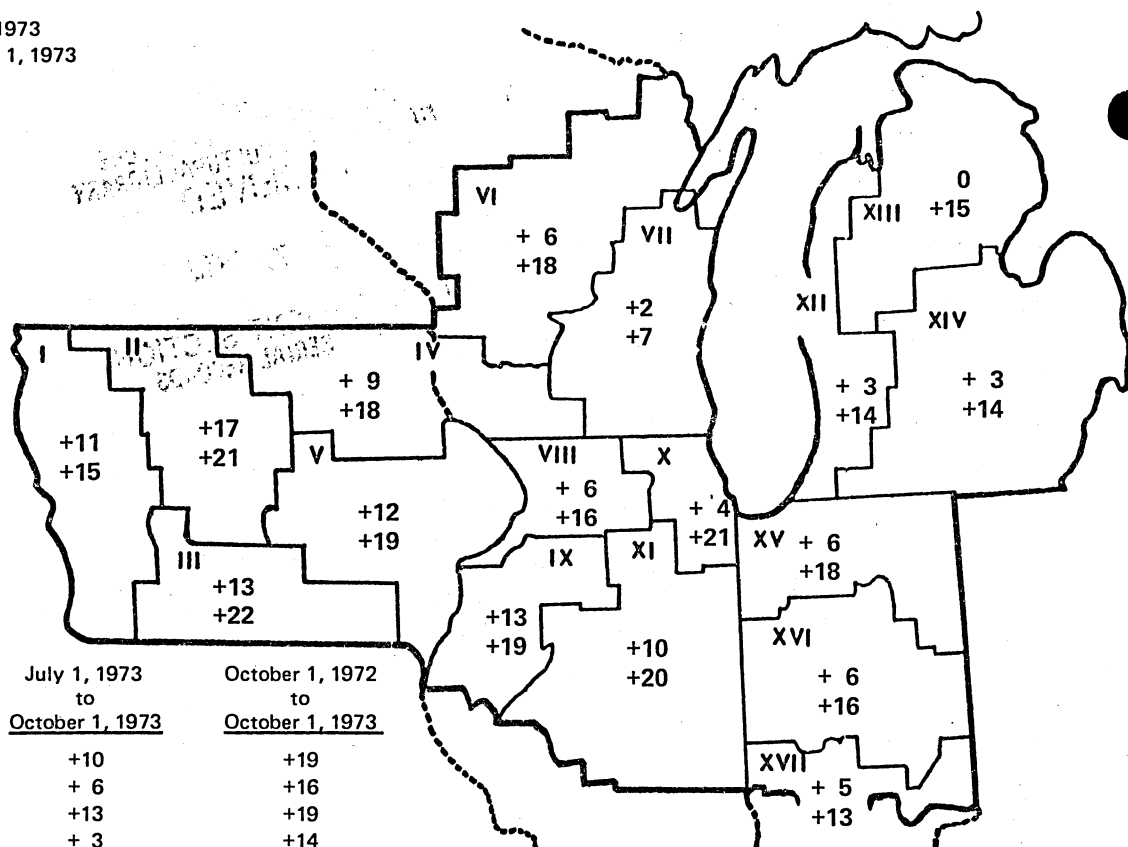 1973
1, 1973
VI
0
XIII
+15
+ 6
+18
VII
XII
+2
+7
XIV
I
II
IV
+ 9
+18
+ 3
+14
+ 3
+14
+11
+15
+17
+21
V
VIII
X
+ 6
+16
+ 4
+21
+12
+19
XV
+ 6
+18
III
IX
XI
+13
+22
+13
+19
+10
+20
XVI
+ 6
+16
July 1, 1973
to
October 1, 1973
October 1, 1972
to
October 1, 1973
XVII
+ 5
+13
+10 +19
+ 6 +16
+13 +19
+ 3 +14